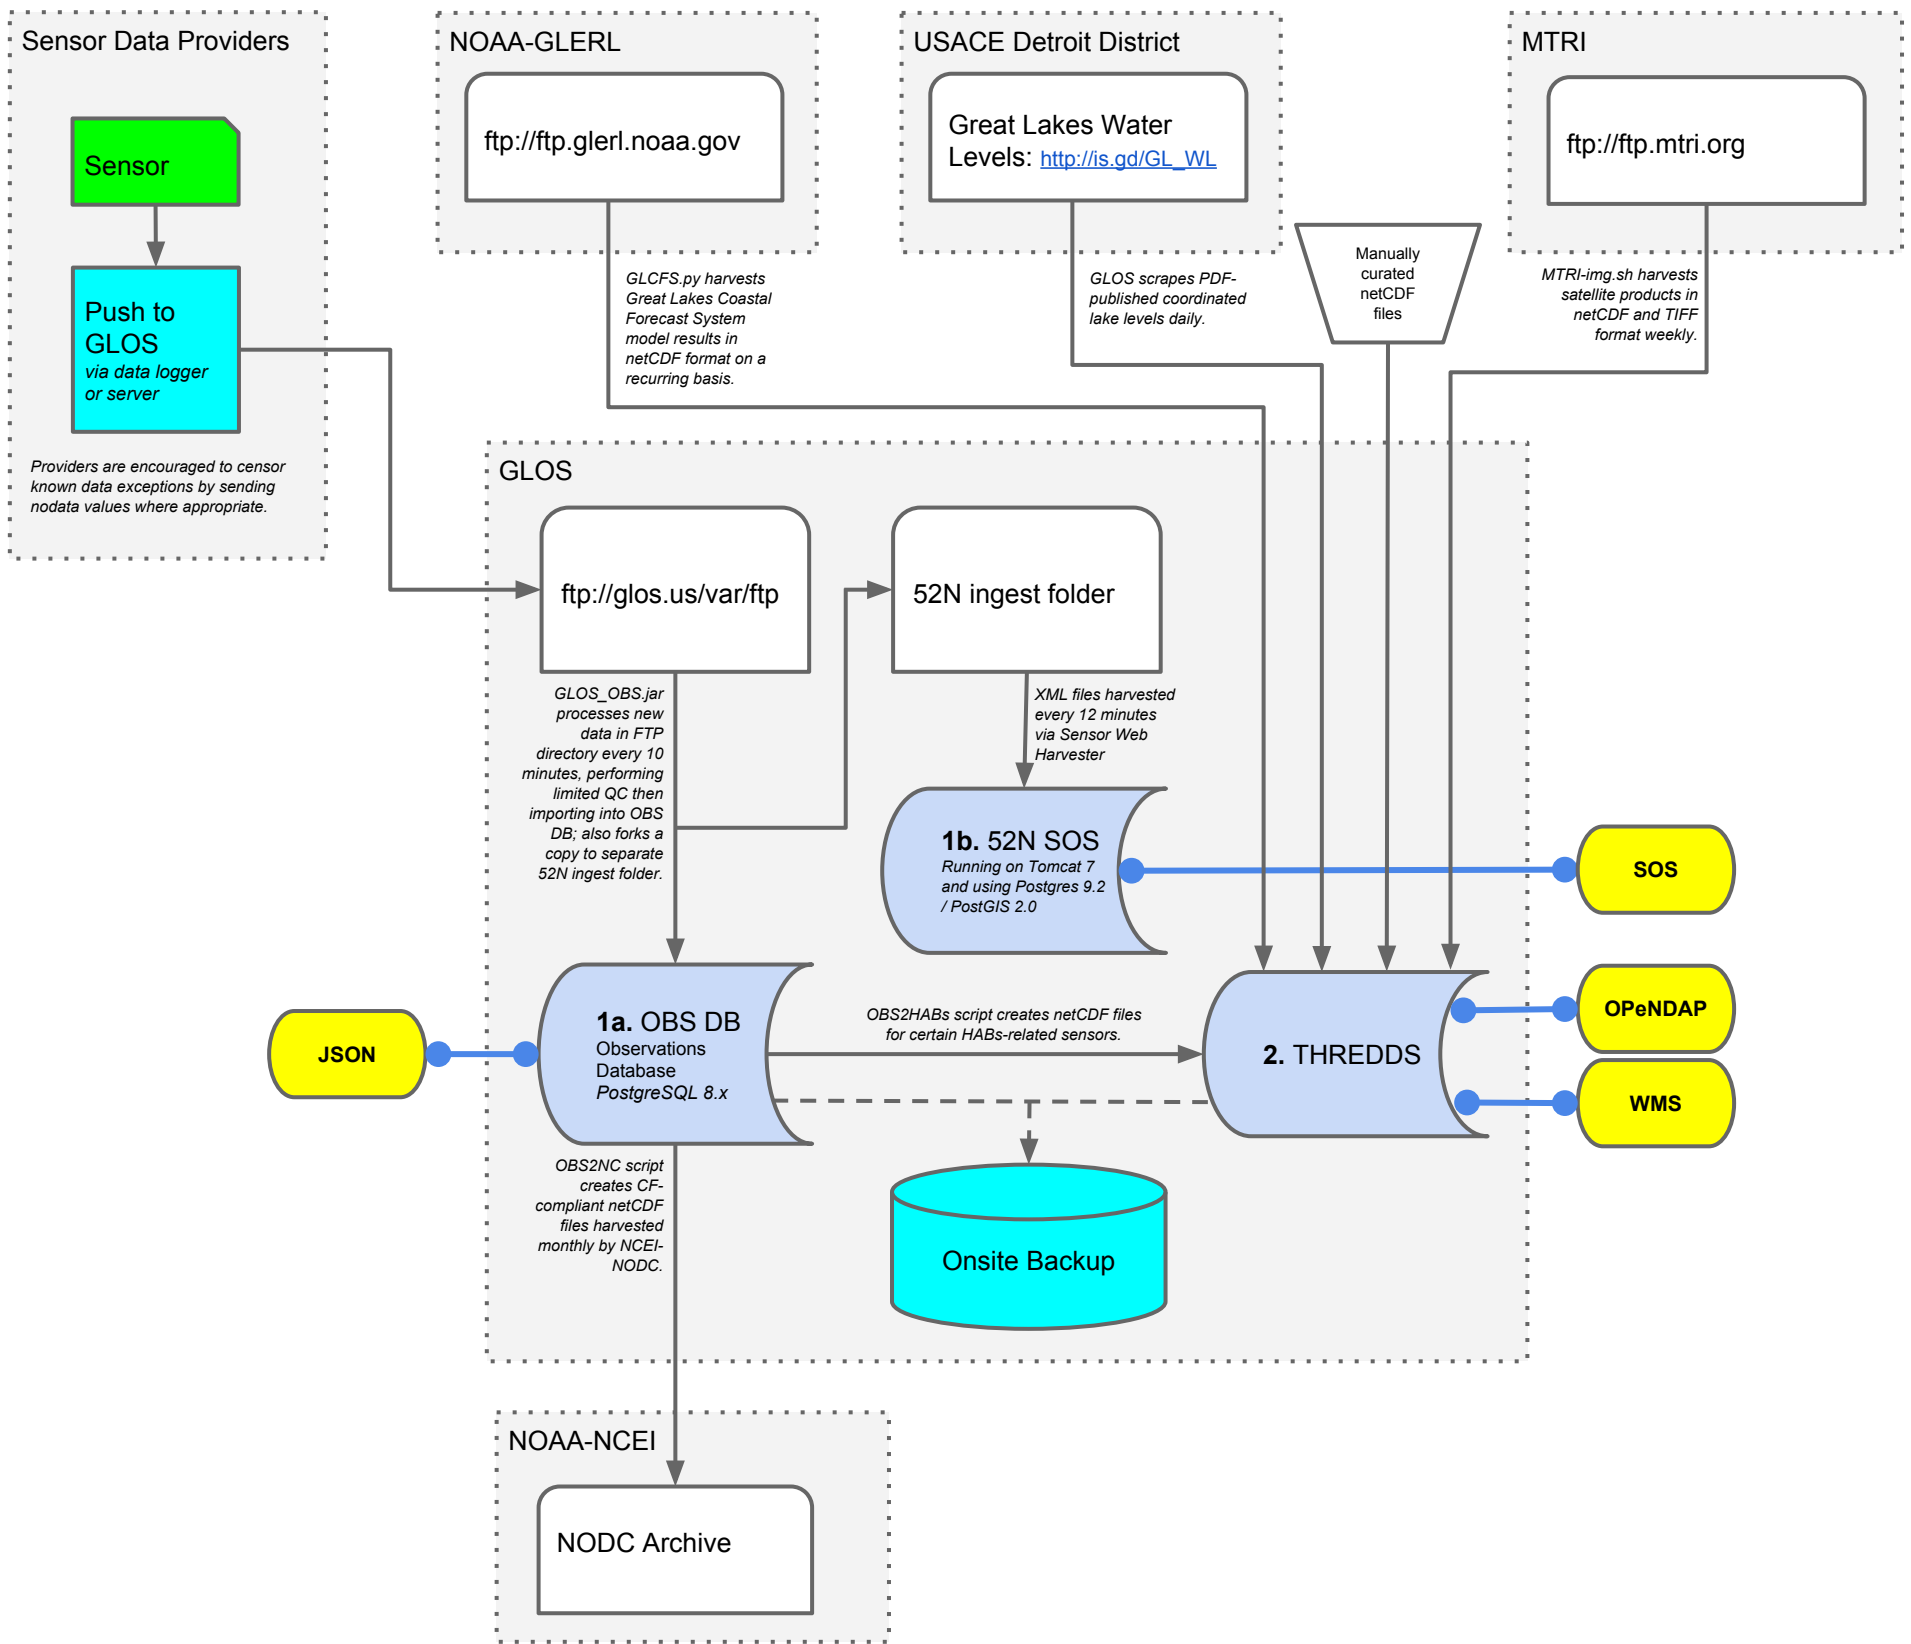 Sensor Data Providers
Sensor
Push to
GLOS
via data logger
or server
Providers are encouraged to censor
known data exceptions by sending
nodata values where appropriate.
NOAA-GLERL
ftp://ftp.glerl.noaa.gov
GLCFS.py harvests
Great Lakes Coastal
Forecast System
model results in
netCDF format on a
recurring basis.
USACE Detroit District
Great Lakes Water
Levels: http://is.gd/GL_WL
GLOS scrapes PDF-
published coordinated
lake levels daily.
Manually
curated
netCDF
files
MTRI
ftp://ftp.mtri.org
MTRI-img.sh harvests
satellite products in
netCDF and TIFF
format weekly.
GLOS
ftp://glos.us/var/ftp
52N ingest folder
GLOS_OBS.jar
processes new
data in FTP
directory every 10
minutes, performing
limited QC then
importing into OBS
DB; also forks a
copy to separate
52N ingest folder.
XML files harvested
every 12 minutes
via Sensor Web
Harvester
1b. 52N SOS
Running on Tomcat 7
and using Postgres 9.2
/ PostGIS 2.0
SOS
JSON
1a. OBS DB
Observations
Database
PostgreSQL 8.x
OBS2HABs script creates netCDF files
for certain HABs-related sensors.
2. THREDDS
OPeNDAP
WMS
OBS2NC script
creates CF-
compliant netCDF
files harvested
monthly by NCEI-
NODC.
Onsite Backup
NOAA-NCEI
NODC Archive